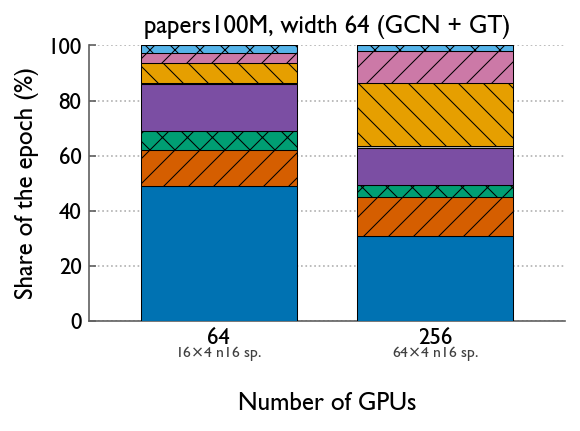 papers100M, width 64 (GCN + GT)
Share of the epoch (%)
100
80
60
40
20
0
64
16×4 n16 sp.
256
64×4 n16 sp.
Number of GPUs